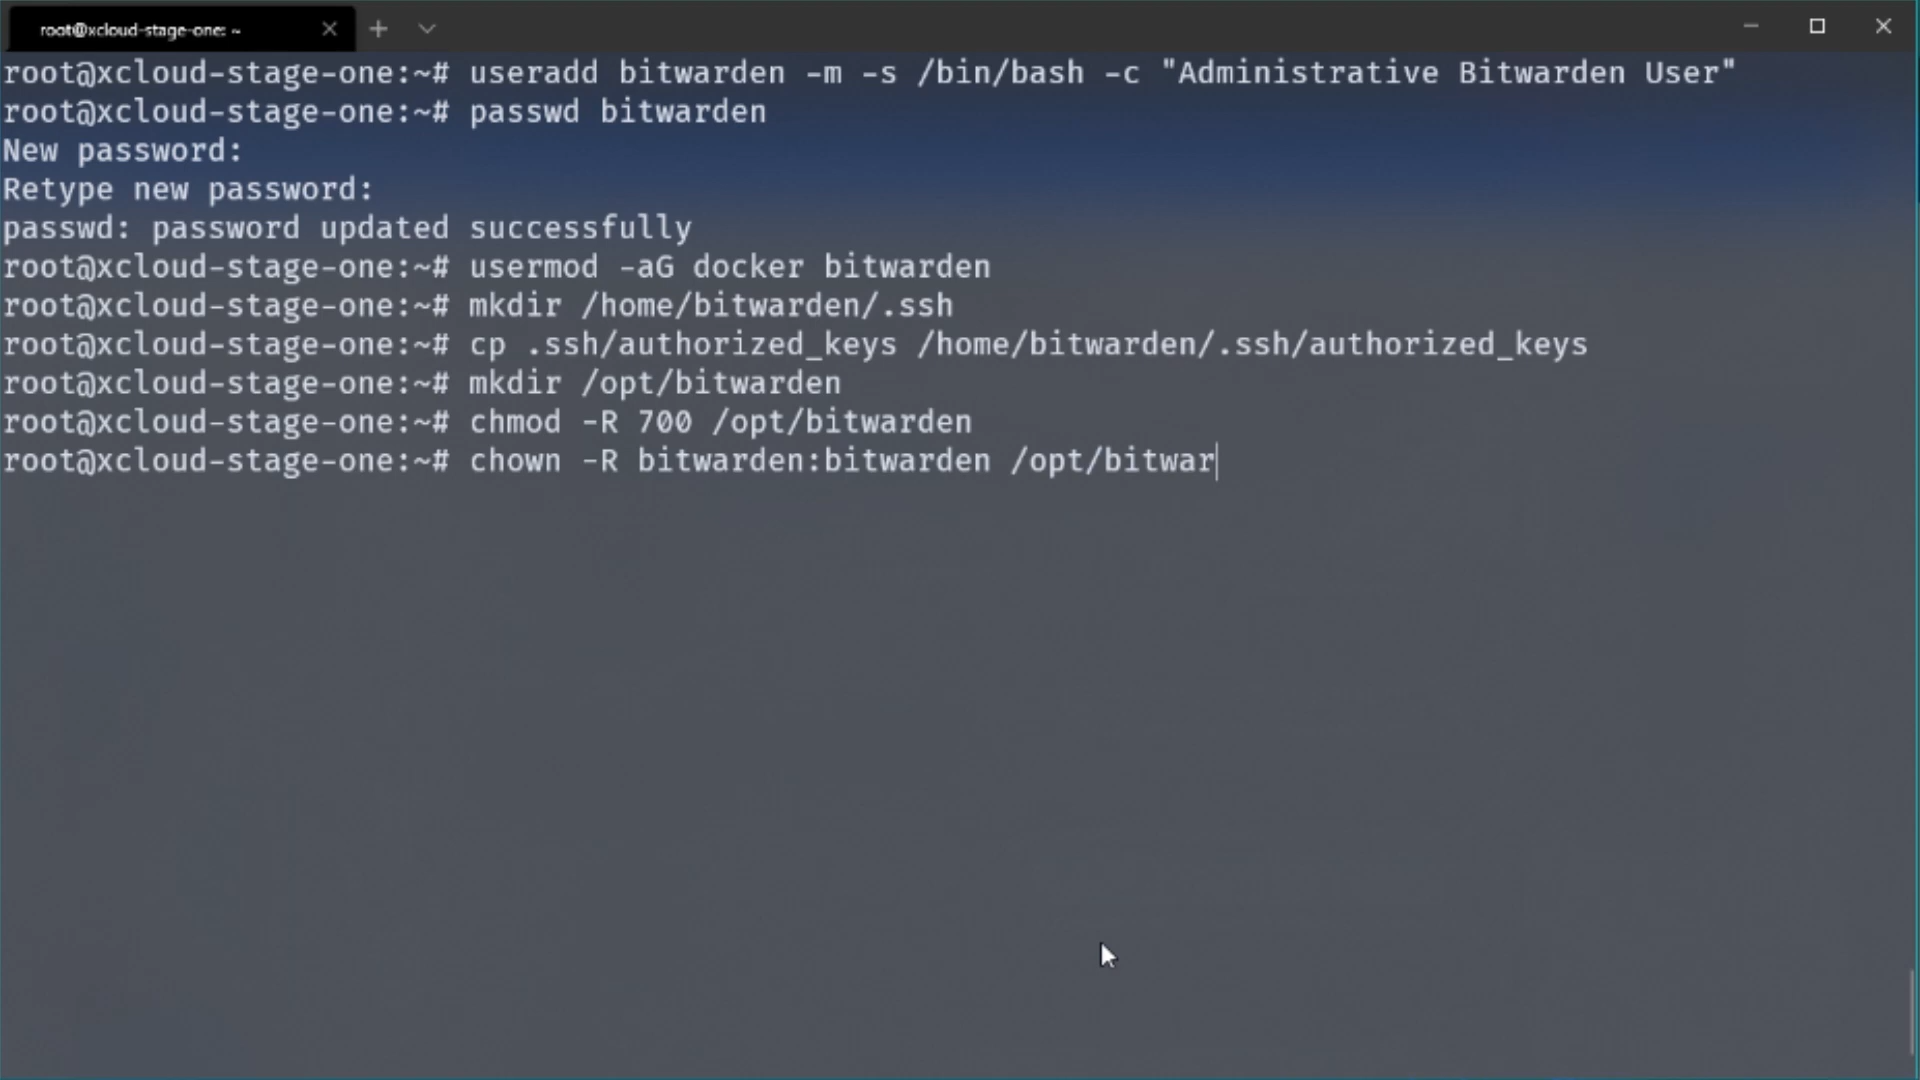 root@xcloud-stage-one: ~
root@xcloud-stage-one:~# useradd bitwarden -m -s /bin/bash -c "Administrative Bitwarden User"
root@xcloud-stage-one:~# passwd bitwarden
New password:
Retype new password:
passwd: password updated successfully
root@xcloud-stage-one:~# usermod -aG docker bitwarden
root@xcloud-stage-one:~# mkdir /home/bitwarden/.ssh
root@xcloud-stage-one:~# cp .ssh/authorized_keys /home/bitwarden/.ssh/authorized_keys
root@xcloud-stage-one:~# mkdir /opt/bitwarden
root@xcloud-stage-one:~# chmod -R 700 /opt/bitwarden
root@xcloud-stage-one:~# chown -R bitwarden:bitwarden /opt/bitwar